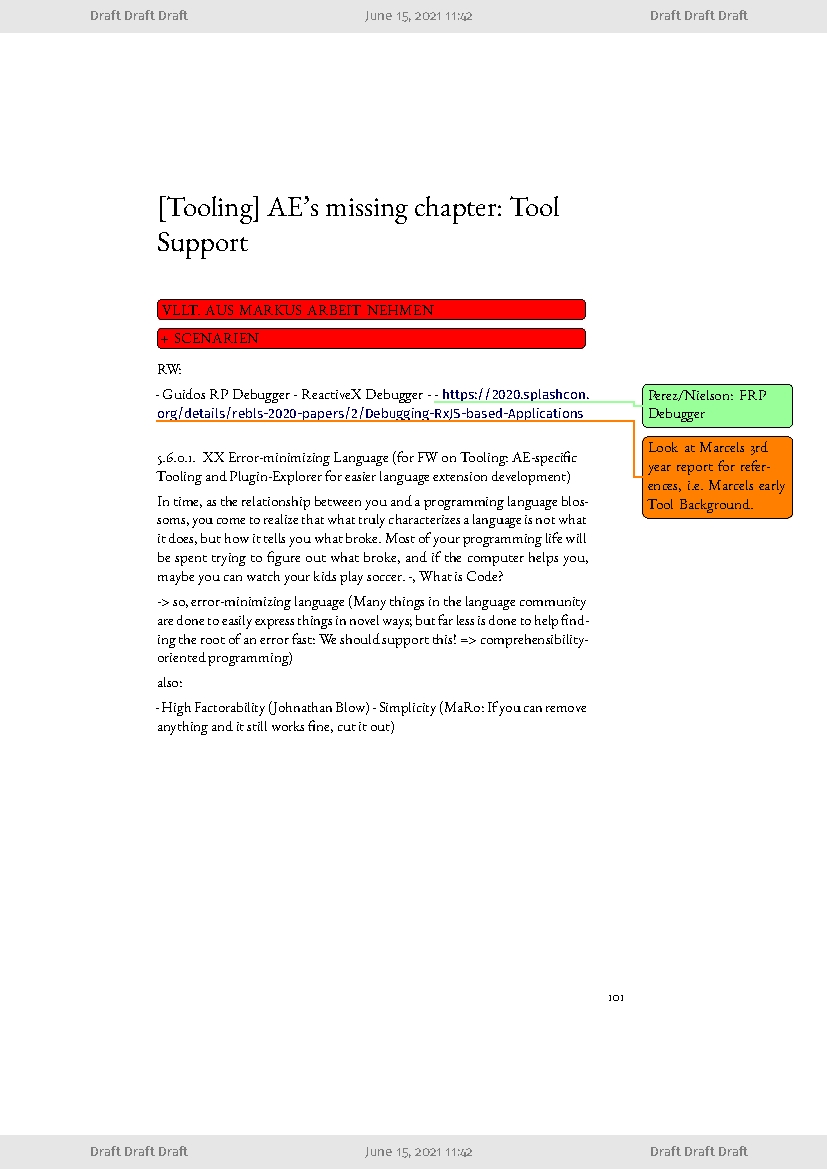 Draft Draft Draft June 15, 2021 11:42 Draft Draft Draft
[Tooling] AE's missing chapter: Tool
Support
VLLT. AUS MARKUS ARBEIT NEHMEN
+ SCENARIEN
RW:
- Guidos RP Debugger - ReactiveX Debugger - - https://2020.splashcon.
org/details/rebls-2020-papers/2/Debugging-RxJS-based-Applications
Perez/Nielson: FRP
Debugger
Look at Marcels 3rd
year report for refer-
ences, i.e. Marcels early
Tool Background.
5.6.0.1. XX Error-minimizing Language (for FW on Tooling: AE-specific
Tooling and Plugin-Explorer for easier language extension development)
In time, as the relationship between you and a programming language blos-
soms, you come to realize that what truly characterizes a language is not what
it does, but how it tells you what broke. Most of your programming life will
be spent trying to figure out what broke, and if the computer helps you,
maybe you can watch your kids play soccer. -, What is Code?
-> so, error-minimizing language (Many things in the language community
are done to easily express things in novel ways; but far less is done to help find-
ing the root of an error fast: We should support this! => comprehensibility-
oriented programming)
also:
- High Factorability (Johnathan Blow) - Simplicity (MaRo: If you can remove
anything and it still works fine, cut it out)
101
Draft Draft Draft June 15, 2021 11:42 Draft Draft Draft